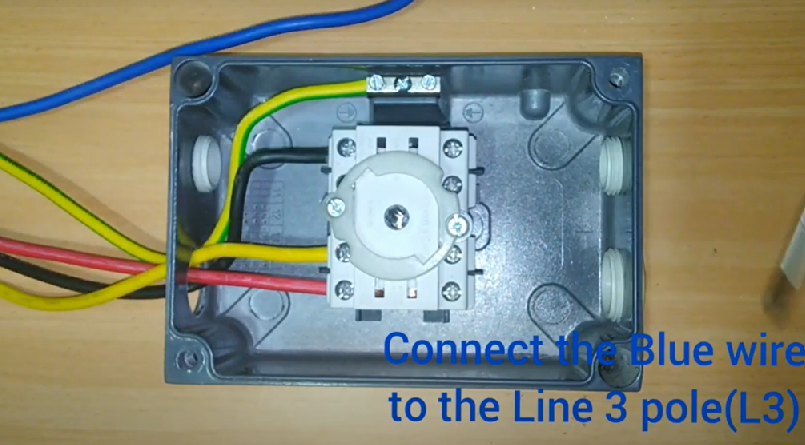 Connect the Blue wire
to the Line 3 pole(L3)